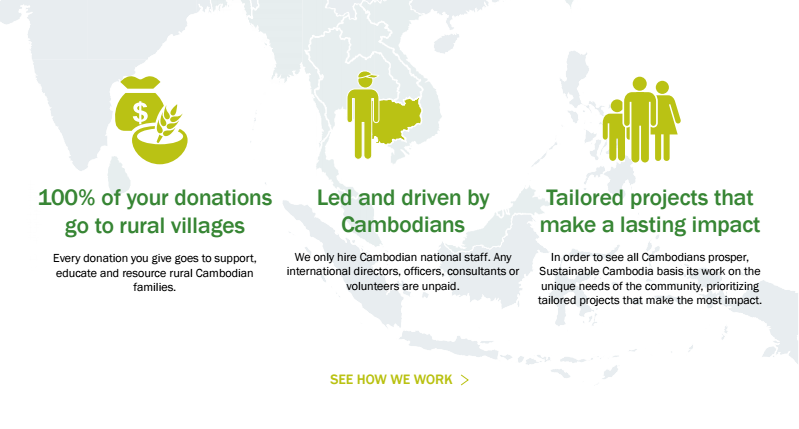 $
100% of your donations
go to rural villages
Every donation you give goes to support,
educate and resource rural Cambodian
families.
Led and driven by
Cambodians
We only hire Cambodian national staff. Any
international directors, officers, consultants or
volunteers are unpaid.
Tailored projects that
make a lasting impact
In order to see all Cambodians prosper,
Sustainable Cambodia basis its work on the
unique needs of the community, prioritizing
tailored projects that make the most impact.
SEE HOW WE WORK >